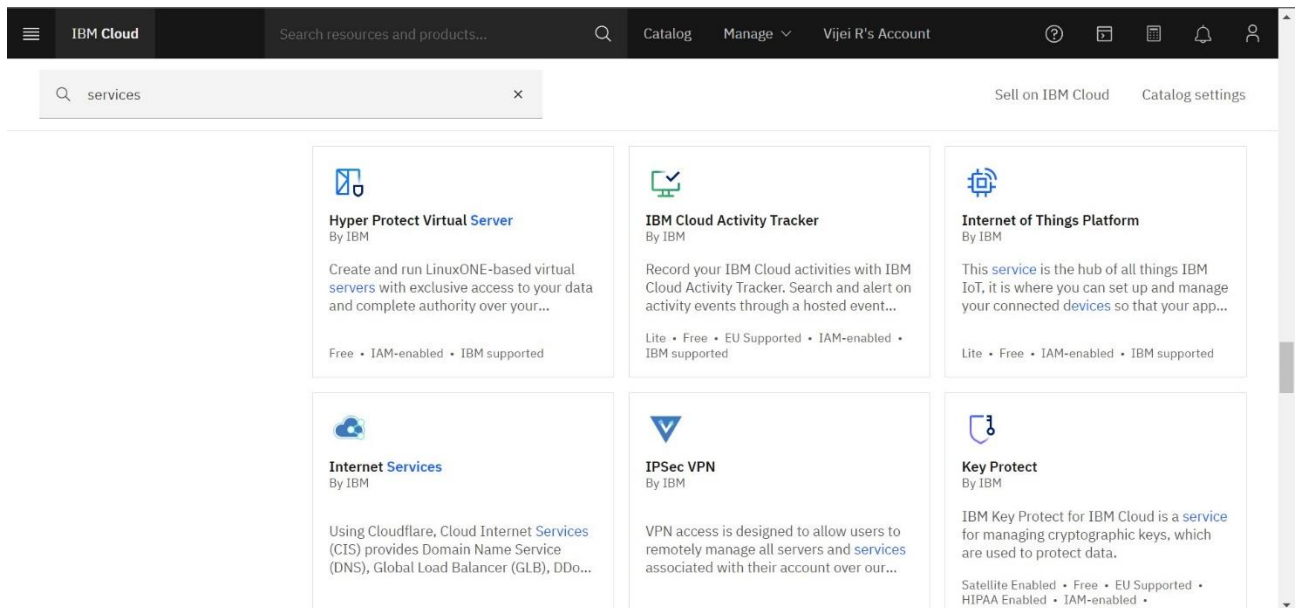 IBM Cloud
Search resources and products...
Catalog
Manage
Vijei R's Account
services
Sell on IBM Cloud
Catalog settings
Hyper Protect Virtual Server
By IBM
Create and run LinuxONE-based virtual
servers with exclusive access to your data
and complete authority over your...
Free • IAM-enabled • IBM supported
IBM Cloud Activity Tracker
By IBM
Record your IBM Cloud activities with IBM
Cloud Activity Tracker. Search and alert on
activity events through a hosted event...
Lite • Free • EU Supported • IAM-enabled •
IBM supported
Internet of Things Platform
By IBM
This service is the hub of all things IBM
IoT, it is where you can set up and manage
your connected devices so that your app...
Lite • Free • IAM-enabled • IBM supported
Internet Services
By IBM
Using Cloudflare, Cloud Internet Services
(CIS) provides Domain Name Service
(DNS), Global Load Balancer (GLB), DDo...
IPSec VPN
By IBM
VPN access is designed to allow users to
remotely manage all servers and services
associated with their account over our...
Key Protect
By IBM
IBM Key Protect for IBM Cloud is a service
for managing cryptographic keys, which
are used to protect data.
Satellite Enabled • Free • EU Supported •
HIPAA Enabled • IAM-enabled •